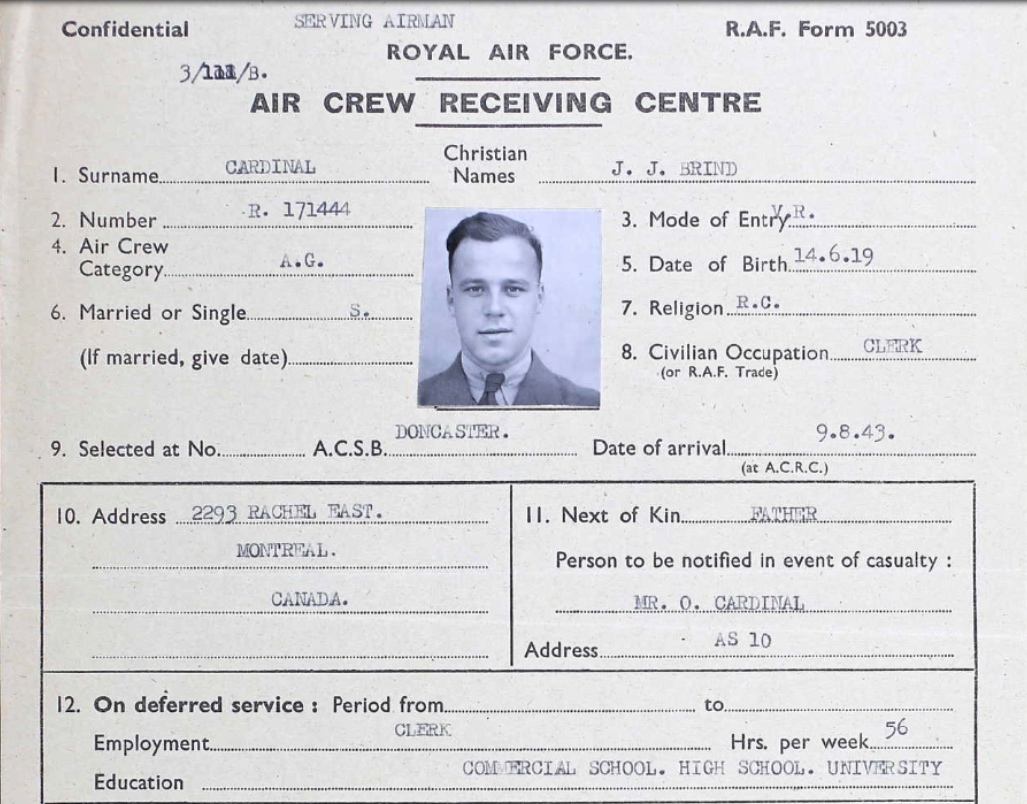 Confidential SERVING AIRMAN R.A.F. Form 5003
ROYAL AIR FORCE.
3/111/B.
AIR CREW RECEIVING CENTRE
1. Surname CARDINAL Christian Names J. J. BRIND
2. Number R. 171444 3. Mode of Entry V.R.
4. Air Crew Category A.G. 5. Date of Birth 14.6.19
6. Married or Single S. 7. Religion R.C.
(If married, give date) 8. Civilian Occupation CLERK
(or R.A.F. Trade)
9. Selected at No. A.C.S.B. DONCASTER. Date of arrival 9.8.43.
(at A.C.R.C.)
10. Address 2293 RACHEL EAST.
MONTREAL.
CANADA.
11. Next of Kin FATHER
Person to be notified in event of casualty :
MR. O. CARDINAL
Address AS 10
12. On deferred service : Period from to
Employment CLERK Hrs. per week 56
Education COMMERCIAL SCHOOL. HIGH SCHOOL. UNIVERSITY